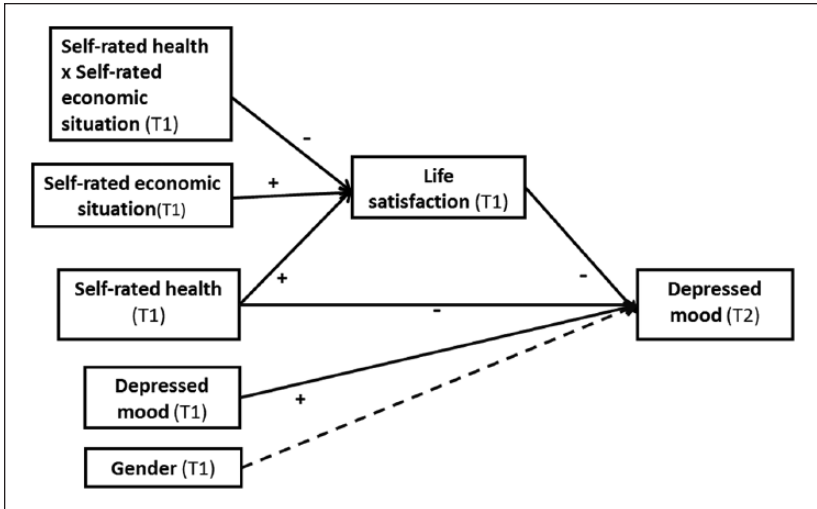 Self-rated health
x Self-rated
economic
situation (T1)
-
Self-rated economic
situation(T1)
+
Life
satisfaction (T1)
Self-rated health
(T1)
+
-
-
Depressed
mood (T2)
Depressed
mood (T1)
+
Gender (T1)